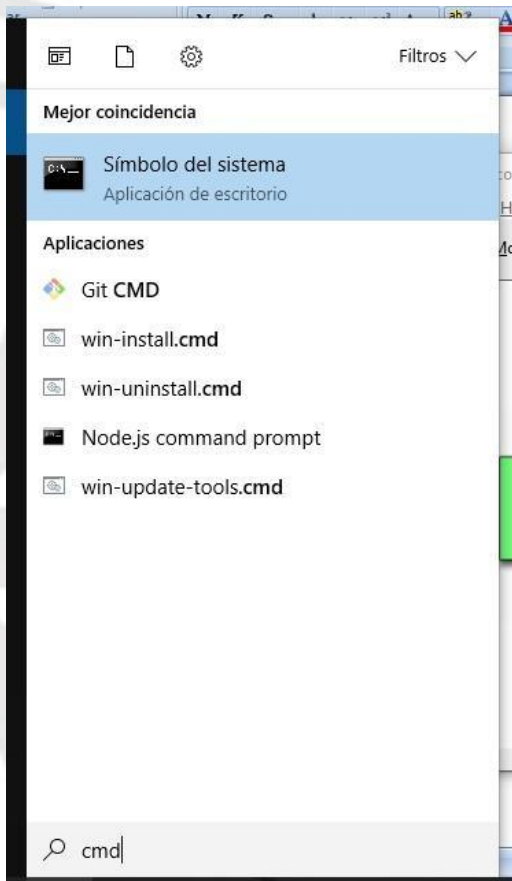 Filtros
Mejor coincidencia
C:\_
Símbolo del sistema
Aplicación de escritorio
Aplicaciones
Git CMD
win-install.cmd
win-uninstall.cmd
Node.js command prompt
win-update-tools.cmd
cmd